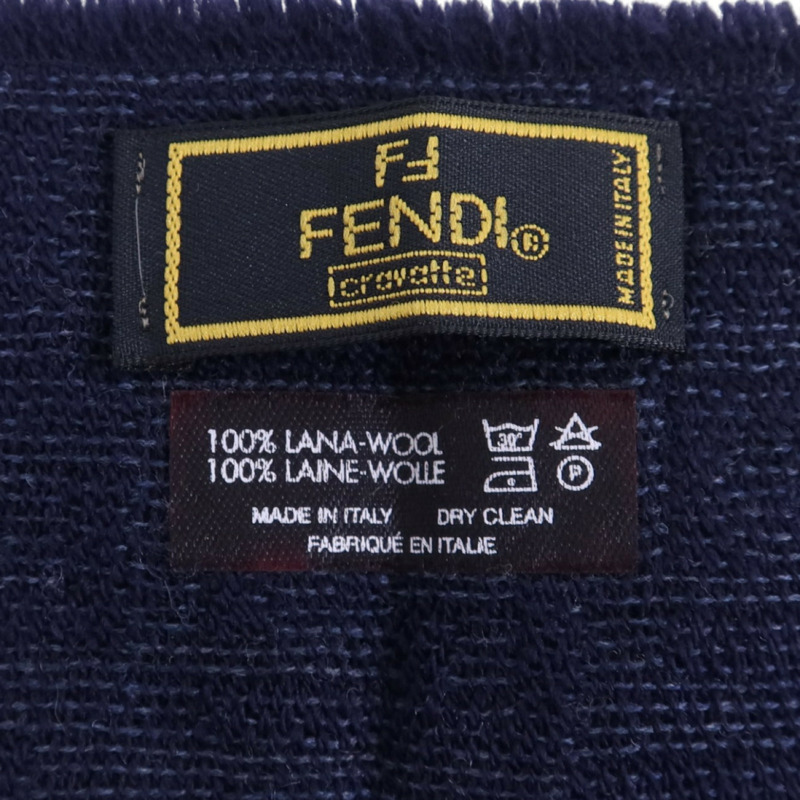 FF
FENDI®
cravatte
MADE IN ITALY
100% LANA-WOOL
100% LAINE-WOLLE
30°
P
MADE IN ITALY DRY CLEAN
FABRIQUÉ EN ITALIE